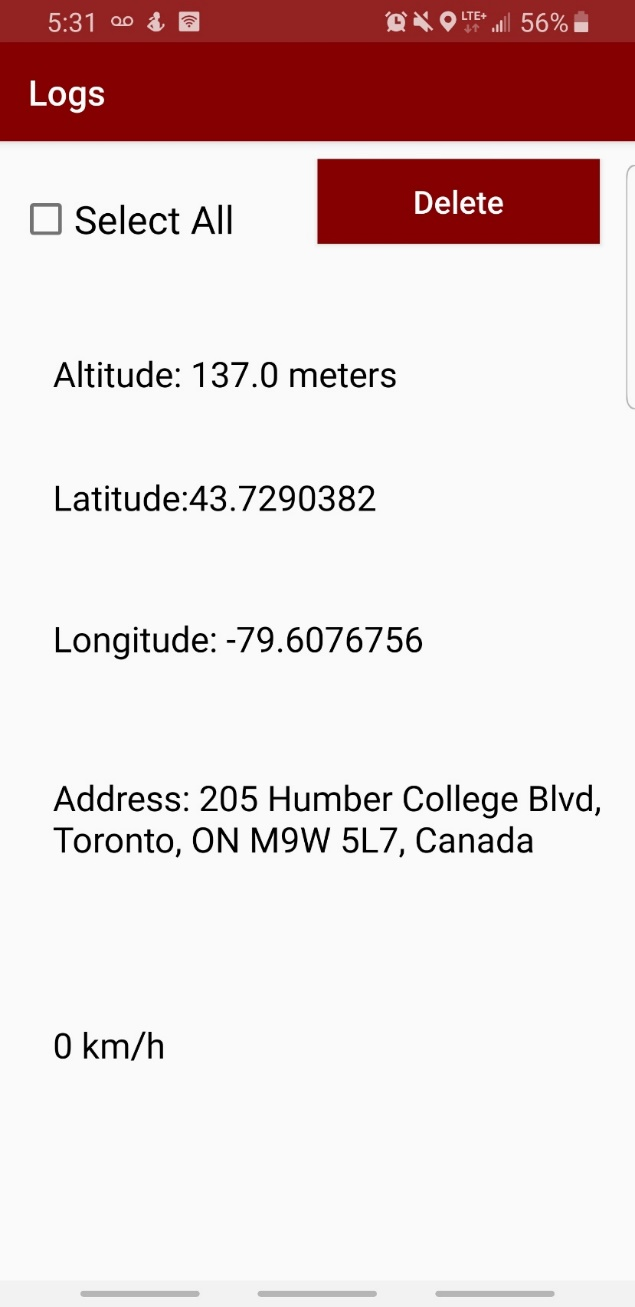 5:31 LTE+ 56%
Logs
Select All Delete
Altitude: 137.0 meters
Latitude:43.7290382
Longitude: -79.6076756
Address: 205 Humber College Blvd,
Toronto, ON M9W 5L7, Canada
0 km/h